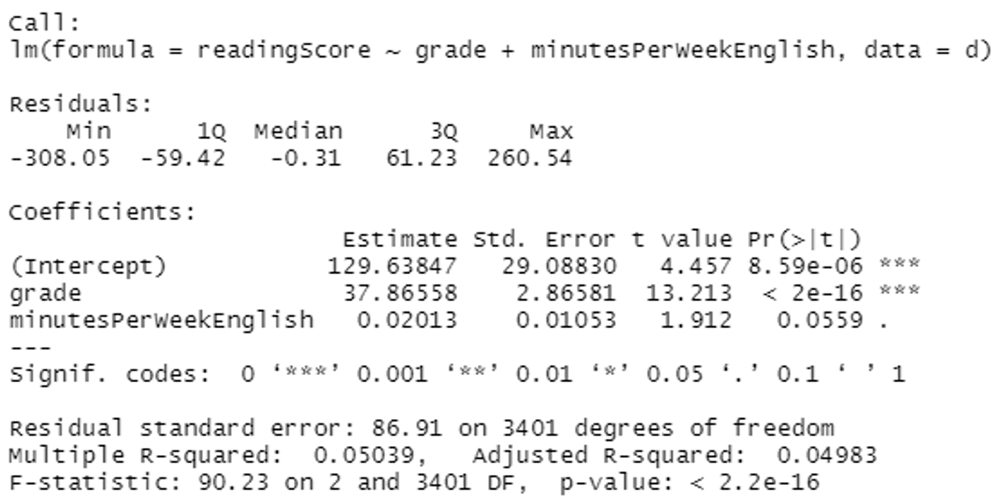 Call:
lm(formula = readingScore ~ grade + minutesPerWeekEnglish, data = d)
Residuals:
    Min      1Q  Median      3Q     Max
-308.05  -59.42   -0.31   61.23  260.54
Coefficients:
                       Estimate Std. Error t value Pr(>|t|)
(Intercept)           129.63847   29.08830   4.457 8.59e-06 ***
grade                  37.86558    2.86581  13.213  < 2e-16 ***
minutesPerWeekEnglish   0.02013    0.01053   1.912   0.0559 .
---
Signif. codes:  0 ‘***’ 0.001 ‘**’ 0.01 ‘*’ 0.05 ‘.’ 0.1 ‘ ’ 1
Residual standard error: 86.91 on 3401 degrees of freedom
Multiple R-squared:  0.05039,	Adjusted R-squared:  0.04983
F-statistic: 90.23 on 2 and 3401 DF,  p-value: < 2.2e-16